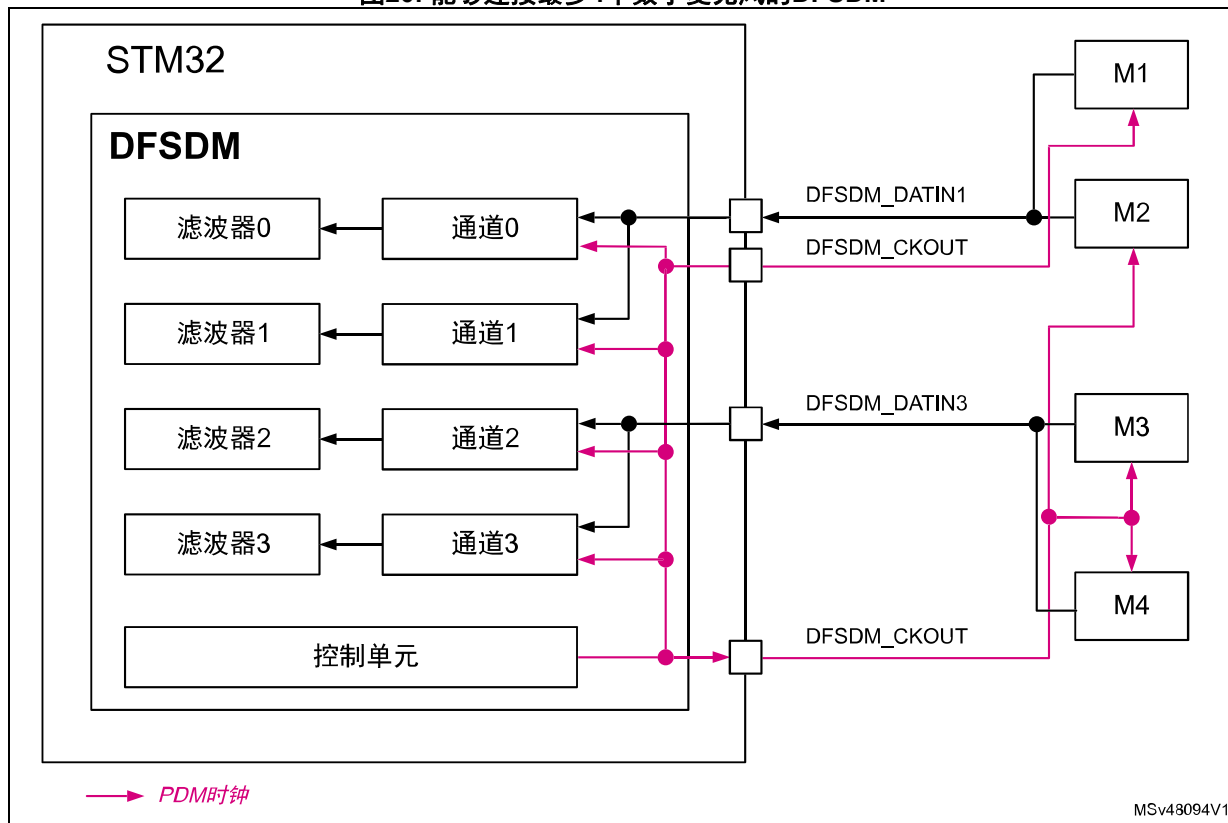 STM32
DFSDM
滤波器0
通道0
滤波器1
通道1
滤波器2
通道2
滤波器3
通道3
控制单元
DFSDM_DATIN1
DFSDM_CKOUT
DFSDM_DATIN3
DFSDM_CKOUT
M1
M2
M3
M4
PDM时钟
MSv48094V1